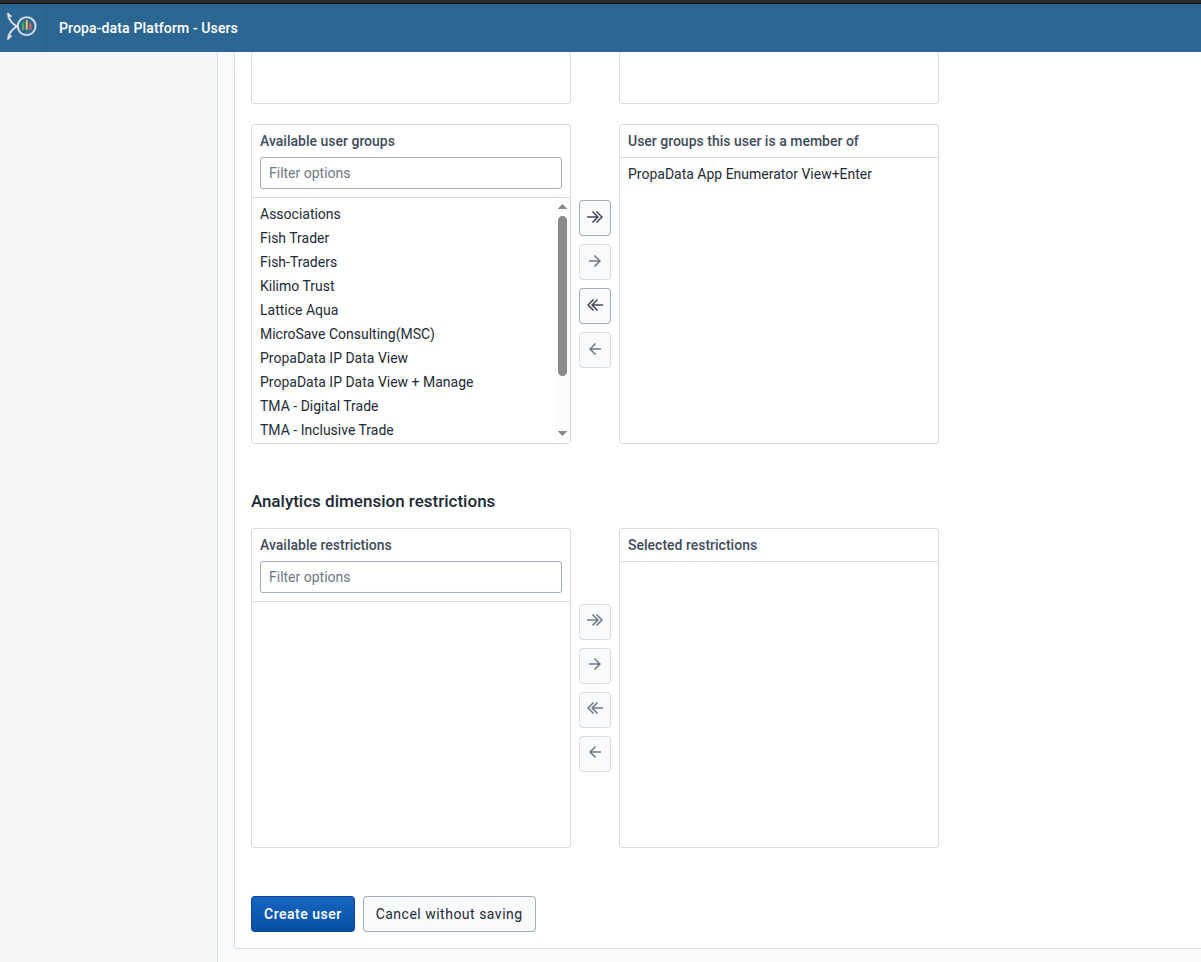 Propa-data Platform - Users
Available user groups
Filter options
Associations
Fish Trader
Fish-Traders
Kilimo Trust
Lattice Aqua
MicroSave Consulting(MSC)
PropaData IP Data View
PropaData IP Data View + Manage
TMA - Digital Trade
TMA - Inclusive Trade
User groups this user is a member of
PropaData App Enumerator View+Enter
Analytics dimension restrictions
Available restrictions
Filter options
Selected restrictions
Create user
Cancel without saving